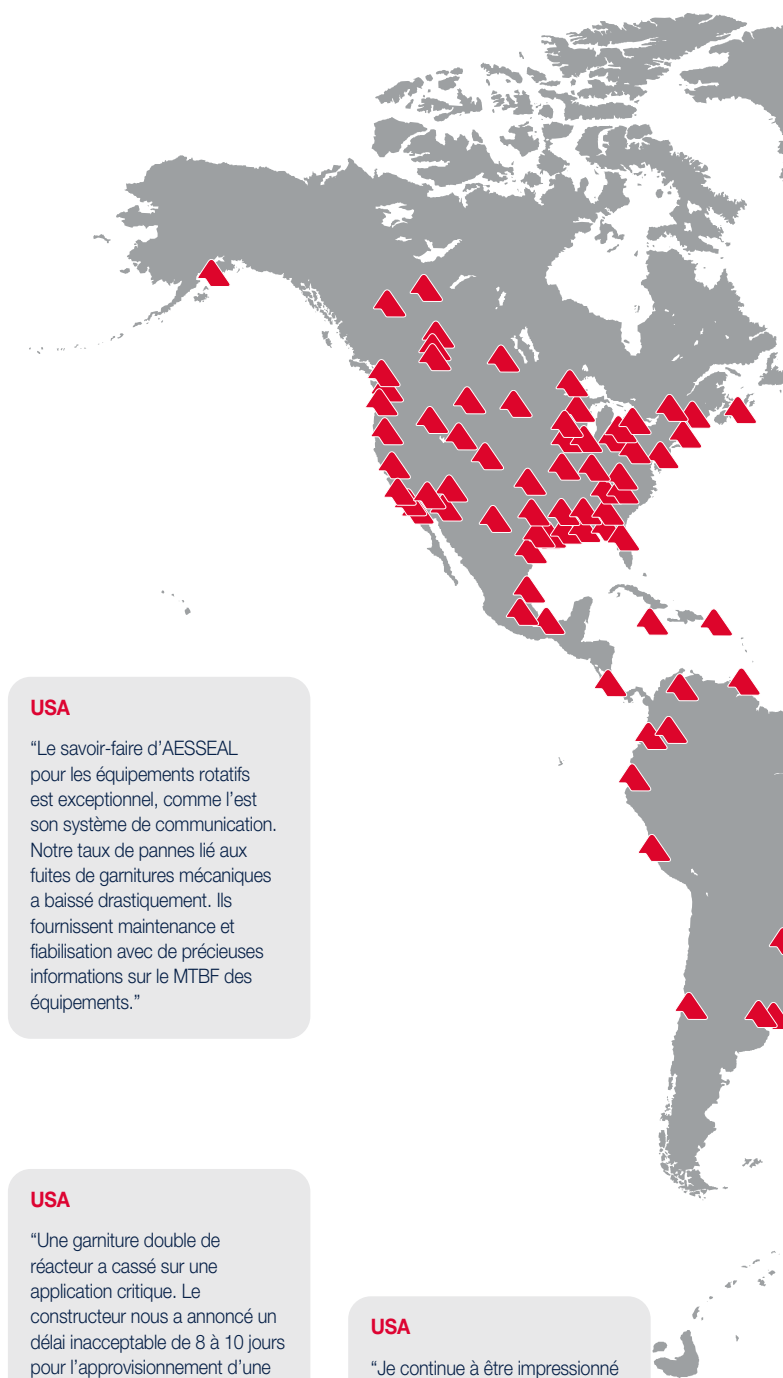 USA
“Le savoir-faire d’AESSEAL
pour les équipements rotatifs
est exceptionnel, comme l’est
son système de communication.
Notre taux de pannes lié aux
fuites de garnitures mécaniques
a baissé drastiquement. Ils
fournissent maintenance et
fiabilisation avec de précieuses
informations sur le MTBF des
équipements.”
USA
“Une garniture double de
réacteur a cassé sur une
application critique. Le
constructeur nous a annoncé un
délai inacceptable de 8 à 10 jours
pour l’approvisionnement d’une
USA
“Je continue à être impressionné